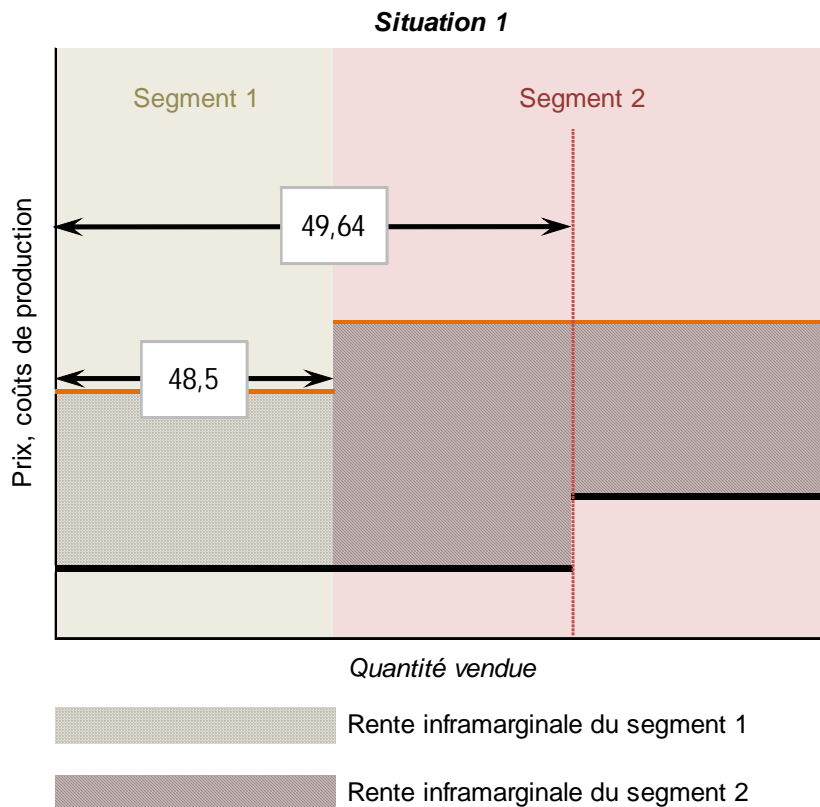 Situation 1
Segment 1
Segment 2
49,64
48,5
Prix, coûts de production
Quantité vendue
Rente inframarginale du segment 1
Rente inframarginale du segment 2